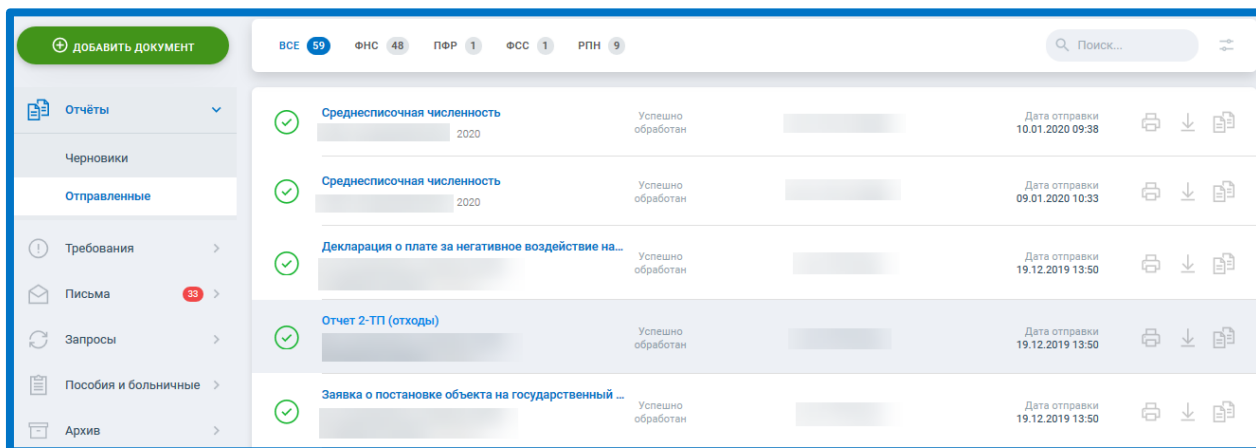 ДОБАВИТЬ ДОКУМЕНТ
ВСЕ 59 ФНС 48 ПФР 1 ФСС 1 РПН 9
Поиск...
Отчёты
Черновики
Отправленные
Требования
Письма 33
Запросы
Пособия и больничные
Архив
Среднесписочная численность
2020
Успешно
обработан
Дата отправки
10.01.2020 09:38
Среднесписочная численность
2020
Успешно
обработан
Дата отправки
09.01.2020 10:33
Декларация о плате за негативное воздействие на...
Успешно
обработан
Дата отправки
19.12.2019 13:50
Отчет 2-ТП (отходы)
Успешно
обработан
Дата отправки
19.12.2019 13:50
Заявка о постановке объекта на государственный ...
Успешно
обработан
Дата отправки
19.12.2019 13:50